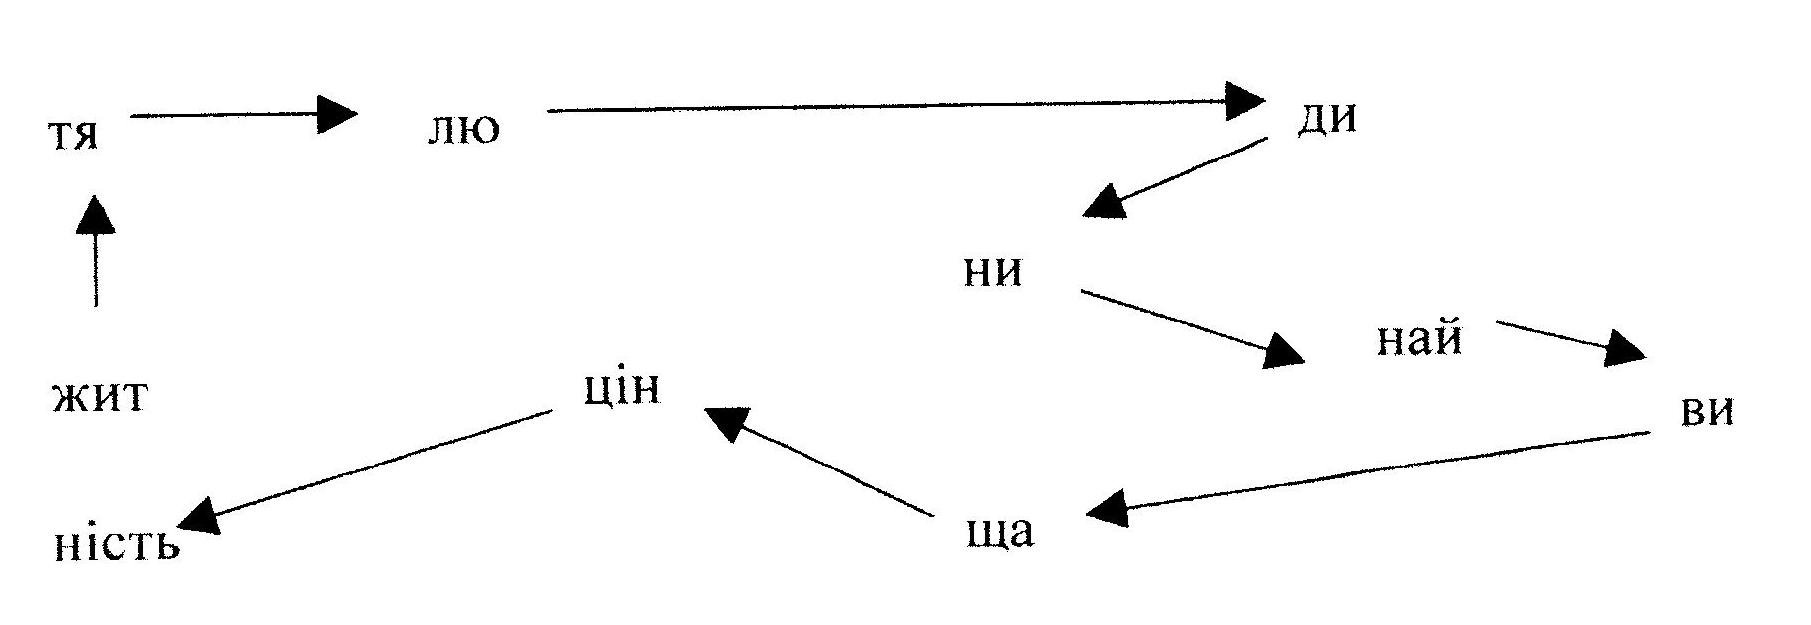 тя лю ди
ни
най
жит цін ви
ність ща